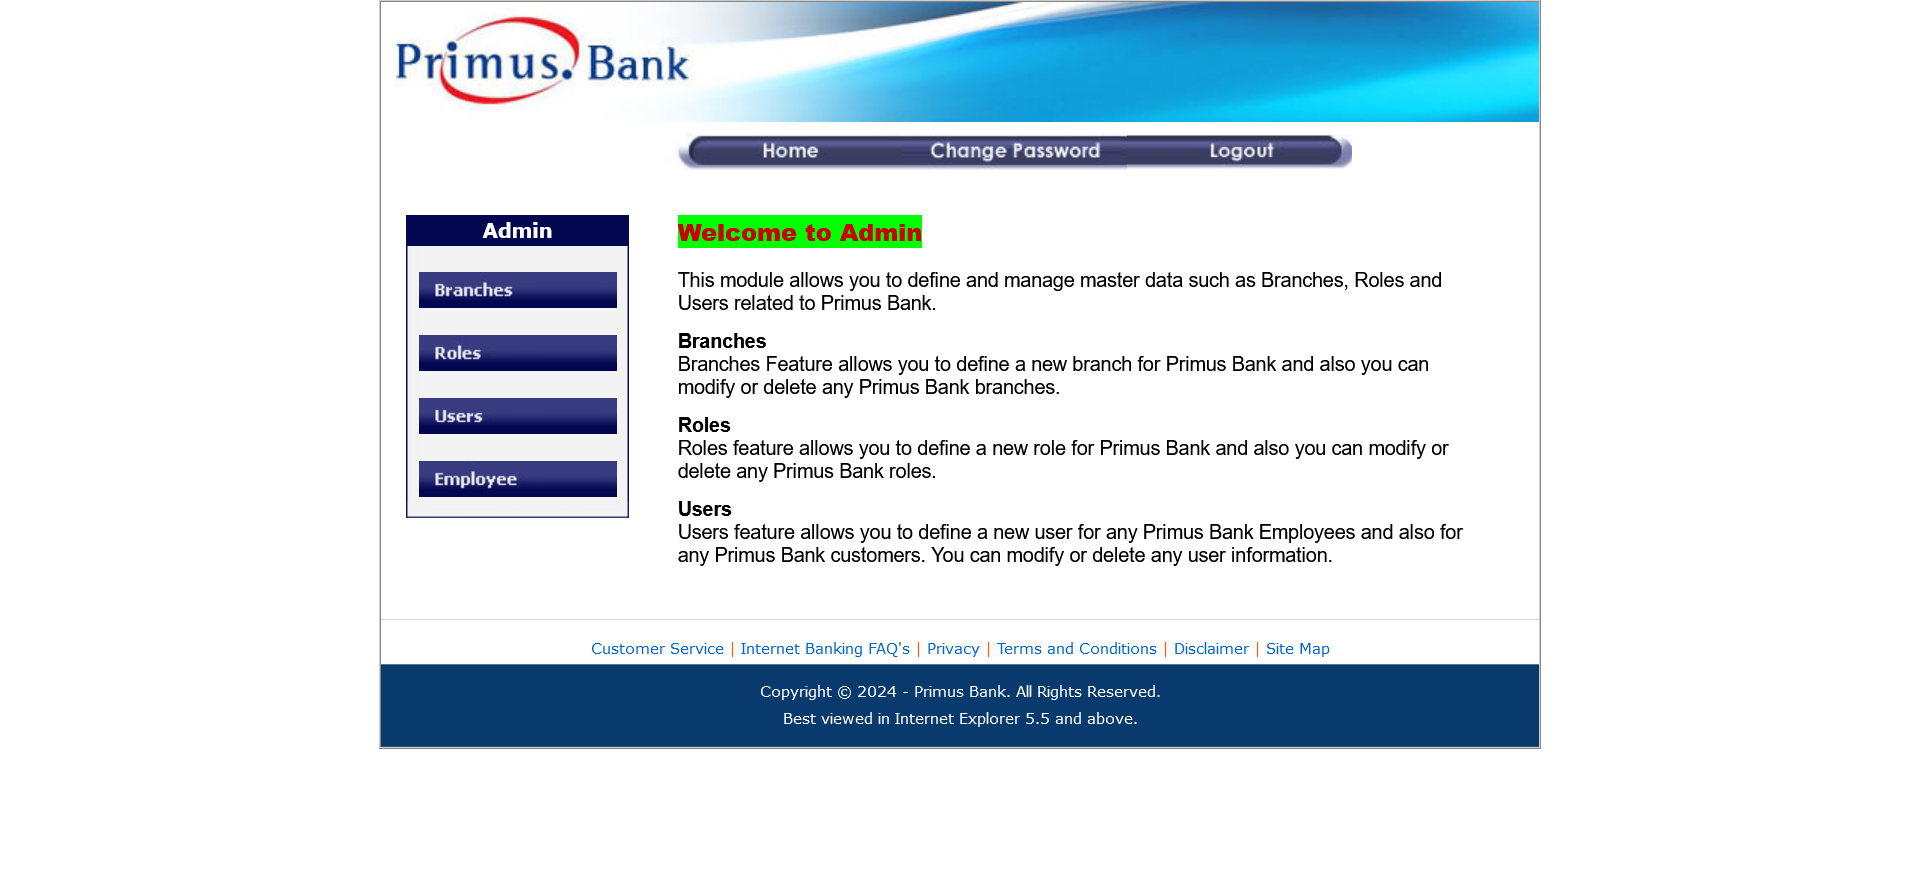 Primus. Bank
Home Change Password Logout
Admin
Branches
Roles
Users
Employee
Welcome to Admin
This module allows you to define and manage master data such as Branches, Roles and
Users related to Primus Bank.
Branches
Branches Feature allows you to define a new branch for Primus Bank and also you can
modify or delete any Primus Bank branches.
Roles
Roles feature allows you to define a new role for Primus Bank and also you can modify or
delete any Primus Bank roles.
Users
Users feature allows you to define a new user for any Primus Bank Employees and also for
any Primus Bank customers. You can modify or delete any user information.
Customer Service | Internet Banking FAQ's | Privacy | Terms and Conditions | Disclaimer | Site Map
Copyright © 2024 - Primus Bank. All Rights Reserved.
Best viewed in Internet Explorer 5.5 and above.